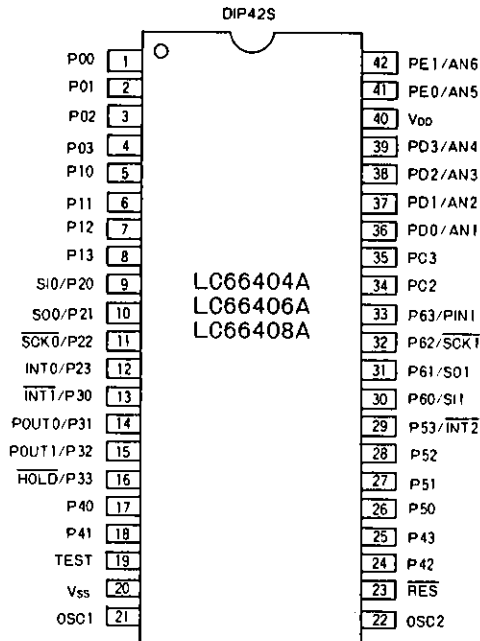 DIP42S
P00 1 42 PE1/AN6
P01 2 41 PE0/AN5
P02 3 40 VDD
P03 4 39 PD3/AN4
P10 5 38 PD2/AN3
P11 6 37 PD1/AN2
P12 7 36 PD0/AN1
P13 8 35 PC3
SI0/P20 9 34 PC2
SO0/P21 10 33 P63/PIN1
SCK0/P22 11 32 P62/SCK1
INT0/P23 12 31 P61/SO1
INT1/P30 13 30 P60/SI1
POUT0/P31 14 29 P53/INT2
POUT1/P32 15 28 P52
HOLD/P33 16 27 P51
P40 17 26 P50
P41 18 25 P43
TEST 19 24 P42
VSS 20 23 RES
OSC1 21 22 OSC2
LC66404A
LC66406A
LC66408A